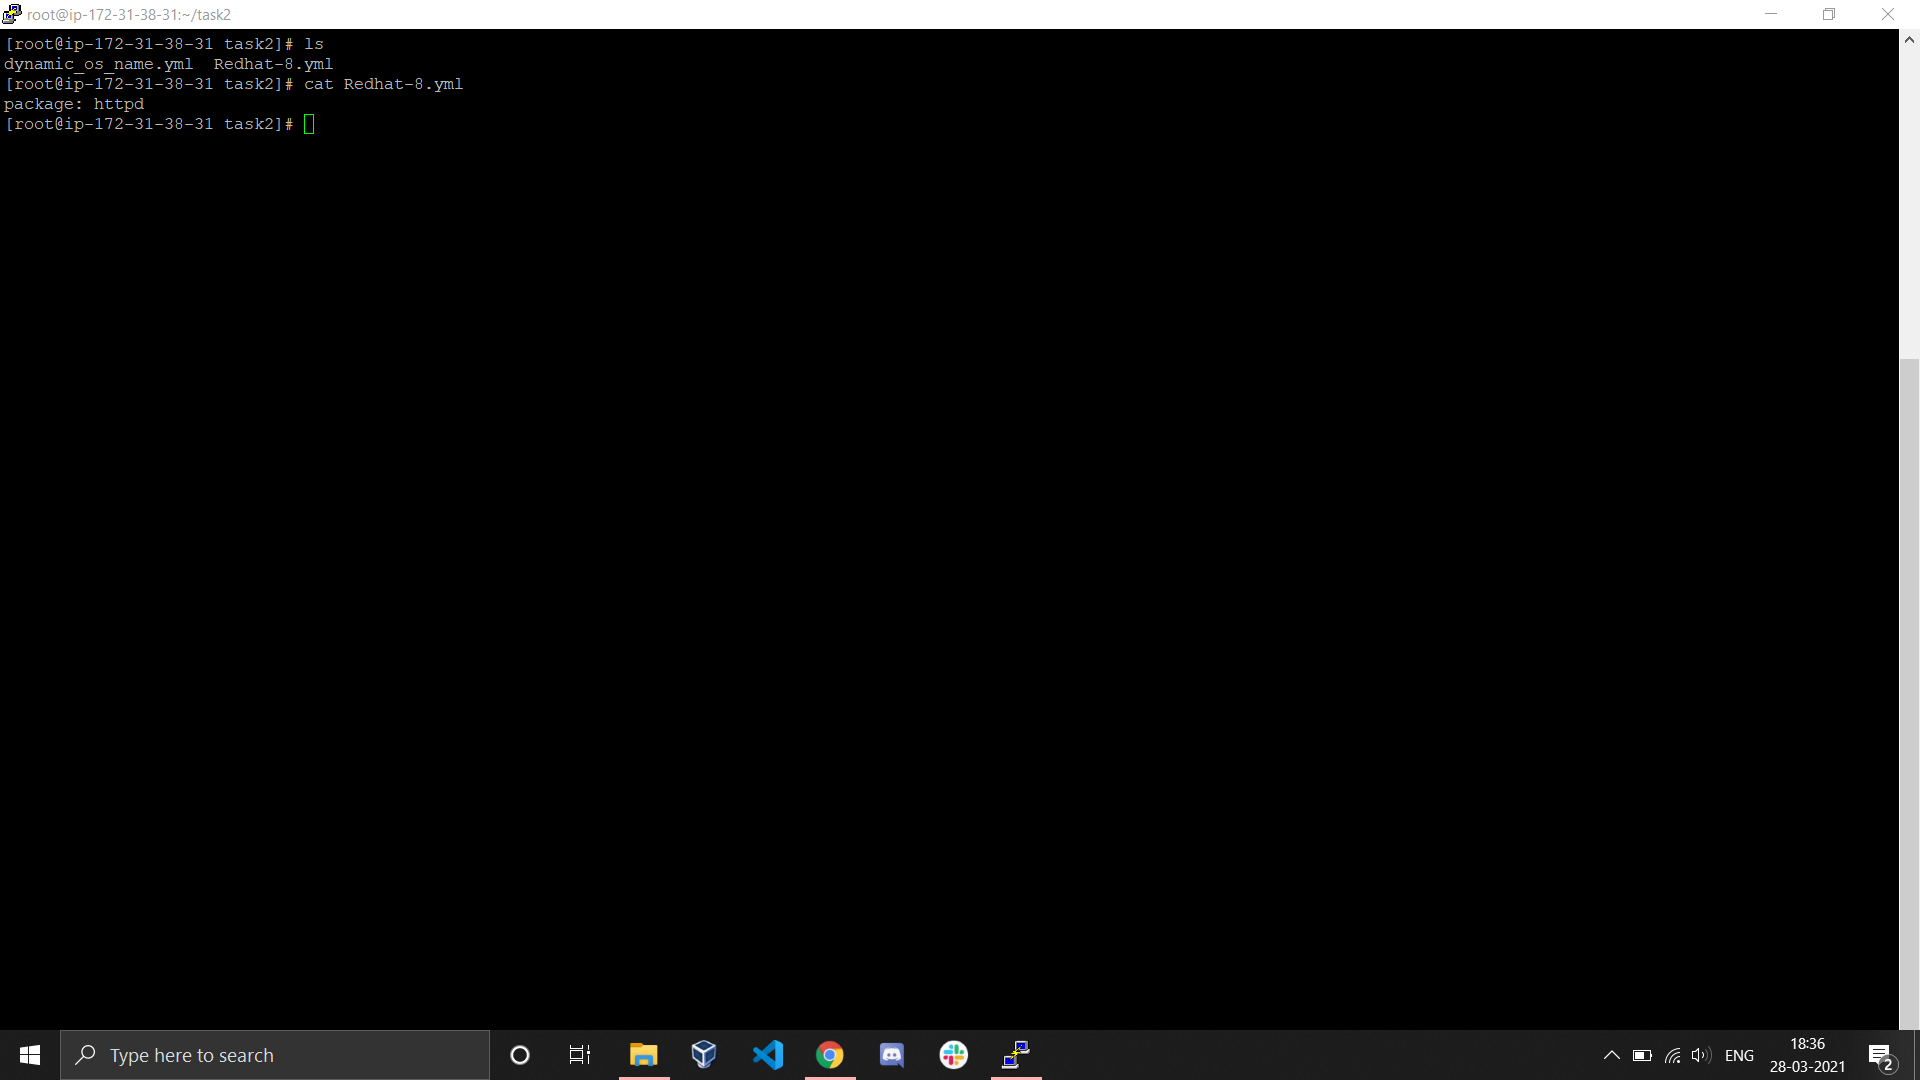 root@ip-172-31-38-31:~/task2
[root@ip-172-31-38-31 task2]# ls
dynamic_os_name.yml  Redhat-8.yml
[root@ip-172-31-38-31 task2]# cat Redhat-8.yml
package: httpd
[root@ip-172-31-38-31 task2]#
Type here to search
ENG
18:36
28-03-2021
2